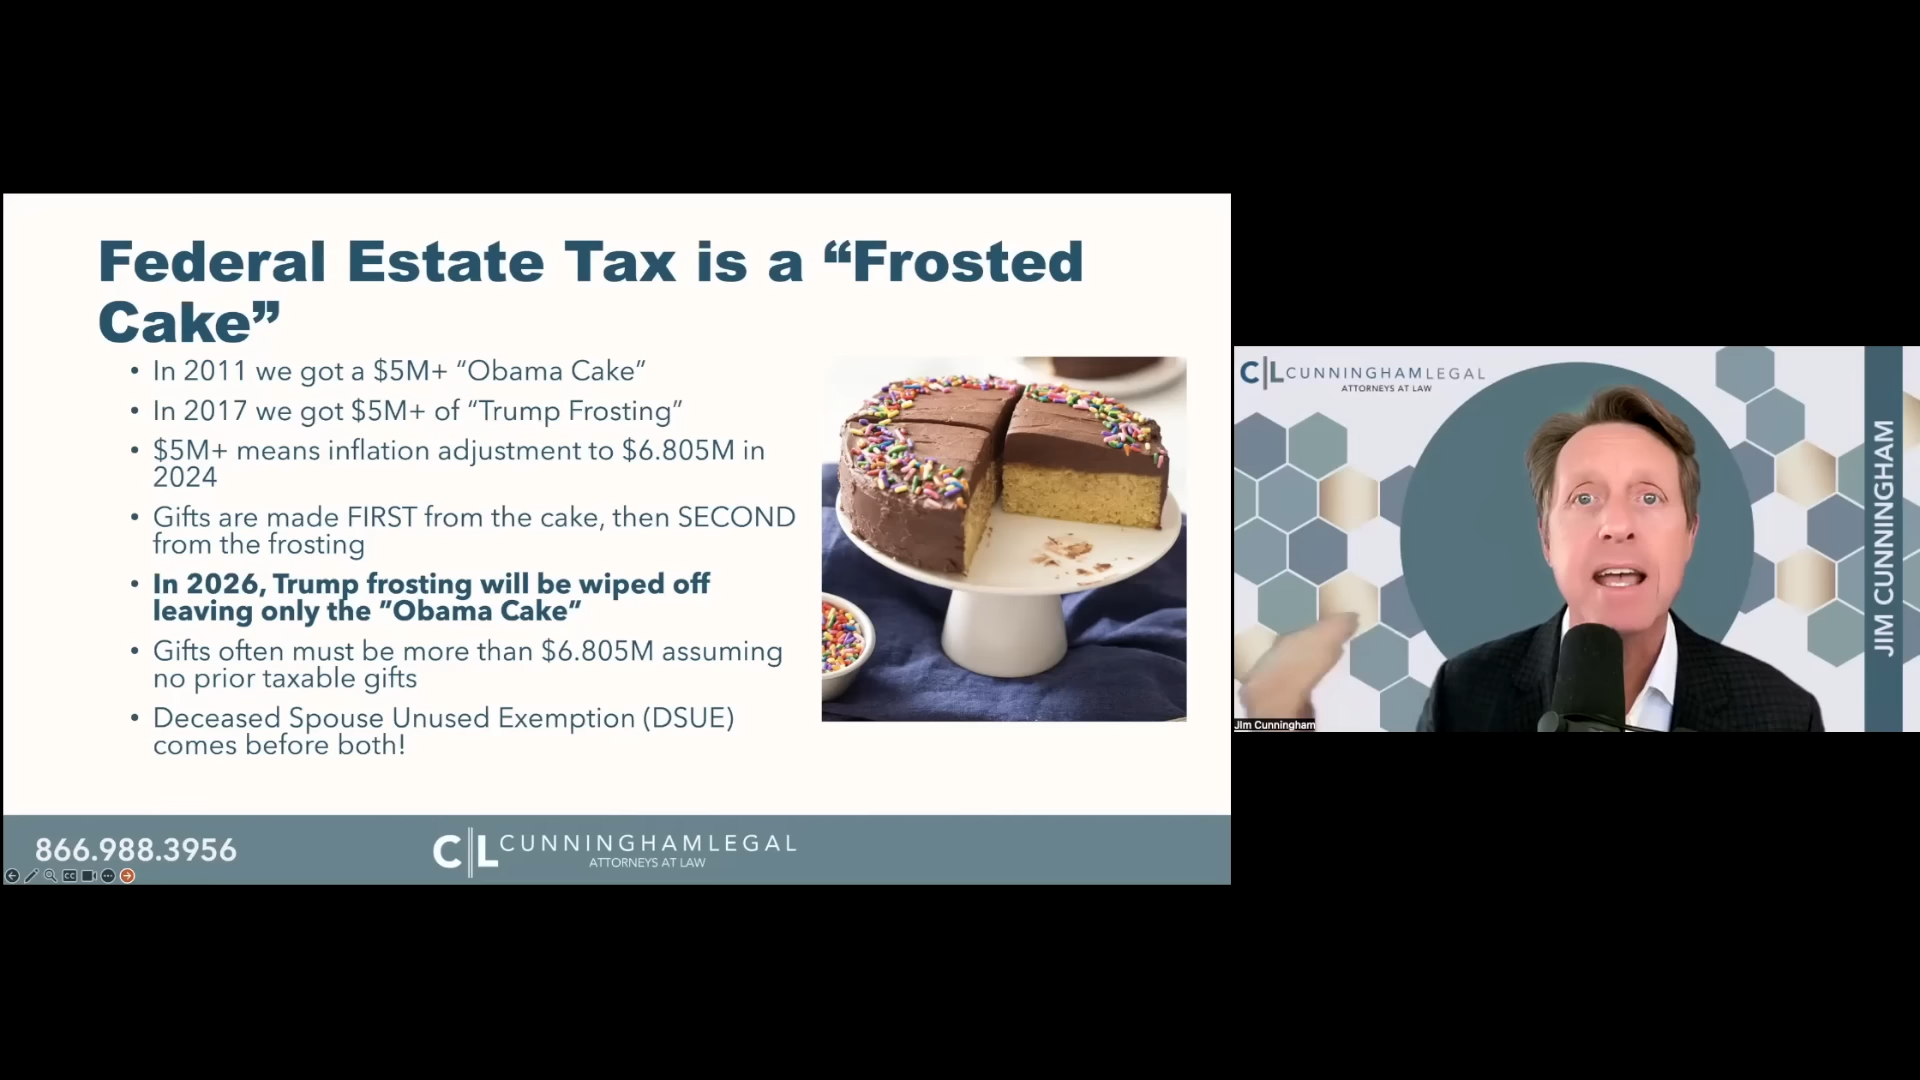 Federal Estate Tax is a “Frosted
Cake”
• In 2011 we got a $5M+ “Obama Cake”
• In 2017 we got $5M+ of “Trump Frosting”
• $5M+ means inflation adjustment to $6.805M in
2024
• Gifts are made FIRST from the cake, then SECOND
from the frosting
• In 2026, Trump frosting will be wiped off
leaving only the ”Obama Cake”
• Gifts often must be more than $6.805M assuming
no prior taxable gifts
• Deceased Spouse Unused Exemption (DSUE)
comes before both!
866.988.3956
CL CUNNINGHAMLEGAL
ATTORNEYS AT LAW
CC
CL CUNNINGHAMLEGAL
ATTORNEYS AT LAW
JIM CUNNINGHAM
Jim Cunningham